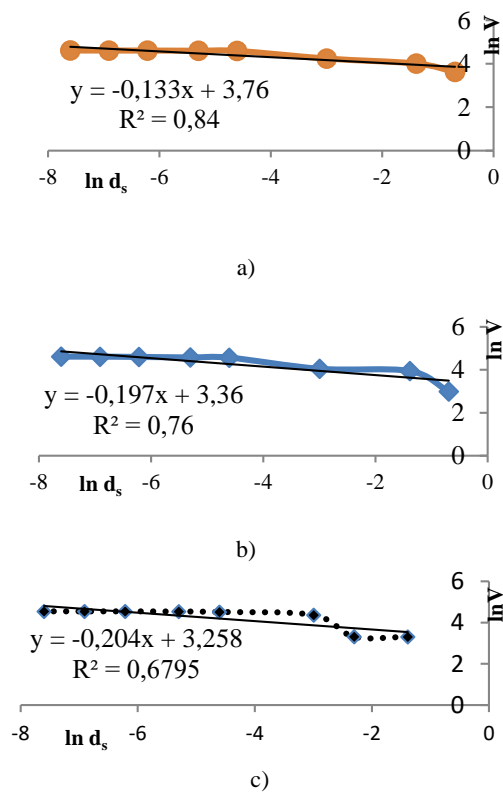 6
ln V
4
y = -0,133x + 3,76
R² = 0,84
2
0
-8 -6 -4 -2 0
ln dₛ
a)
6
ln V
4
y = -0,197x + 3,36
R² = 0,76
2
0
-8 -6 -4 -2
ln dₛ
b)
6
ln V
4
y = -0,204x + 3,258
R² = 0,6795
2
0
-8 -6 -4 -2
ln dₛ
c)